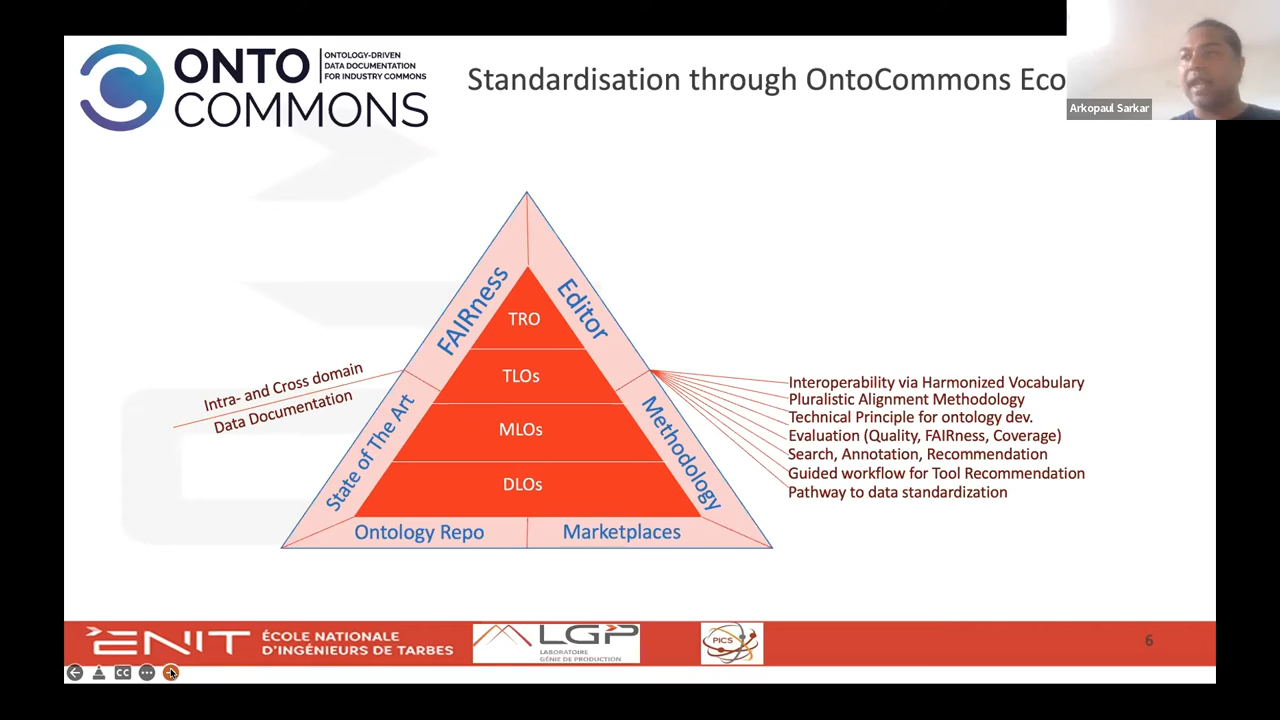 ONTO
COMMONS
ONTOLOGY-DRIVEN
DATA DOCUMENTATION
FOR INDUSTRY COMMONS
Standardisation through OntoCommons Eco
Arkopaul Sarkar
FAIRness
Editor
TRO
TLOs
MLOs
DLOs
State of The Art
Methodology
Ontology Repo
Marketplaces
Intra- and Cross domain
Data Documentation
Interoperability via Harmonized Vocabulary
Pluralistic Alignment Methodology
Technical Principle for ontology dev.
Evaluation (Quality, FAIRness, Coverage)
Search, Annotation, Recommendation
Guided workflow for Tool Recommendation
Pathway to data standardization
ENIT
ÉCOLE NATIONALE
D'INGÉNIEURS DE TARBES
LGP
LABORATOIRE
GÉNIE DE PRODUCTION
PICS
6
CC